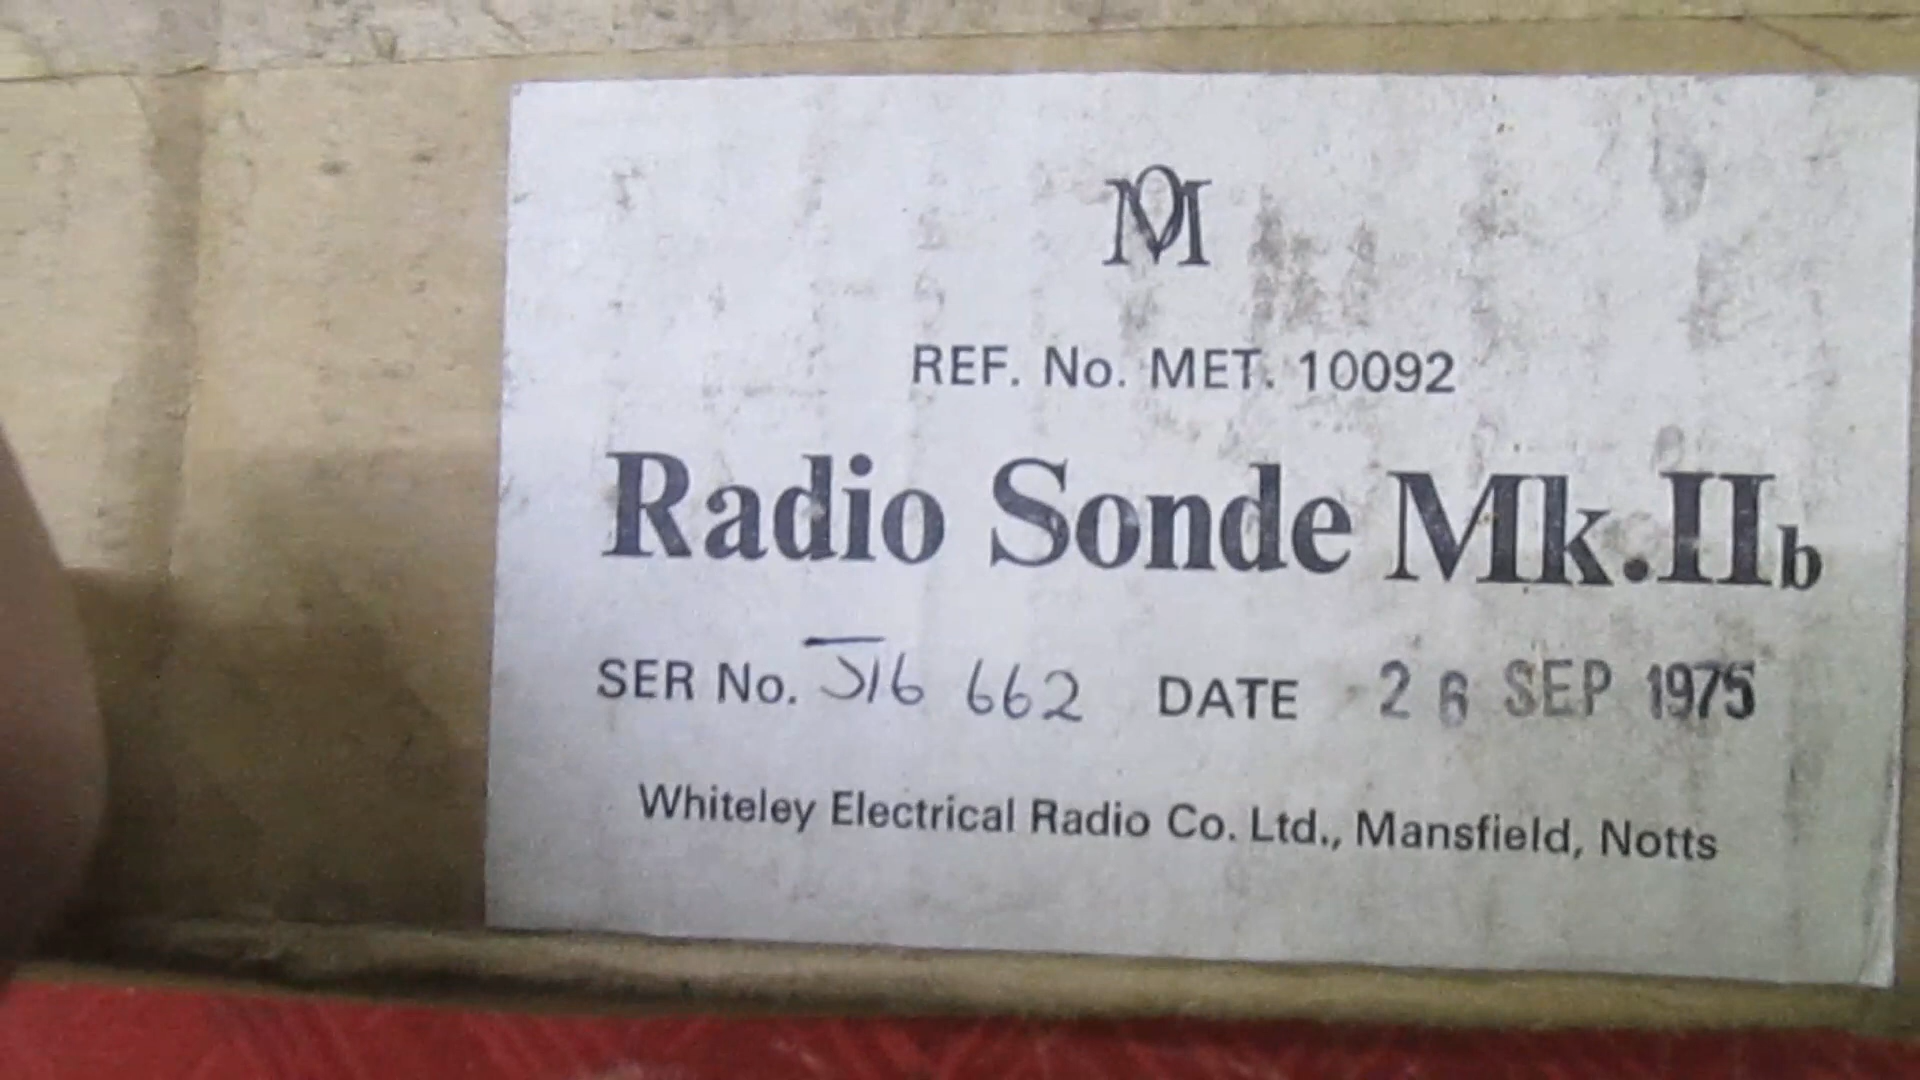 MO
REF. No. MET. 10092
Radio Sonde Mk.IIb
SER No. 516 662 DATE 26 SEP 1975
Whiteley Electrical Radio Co. Ltd., Mansfield, Notts